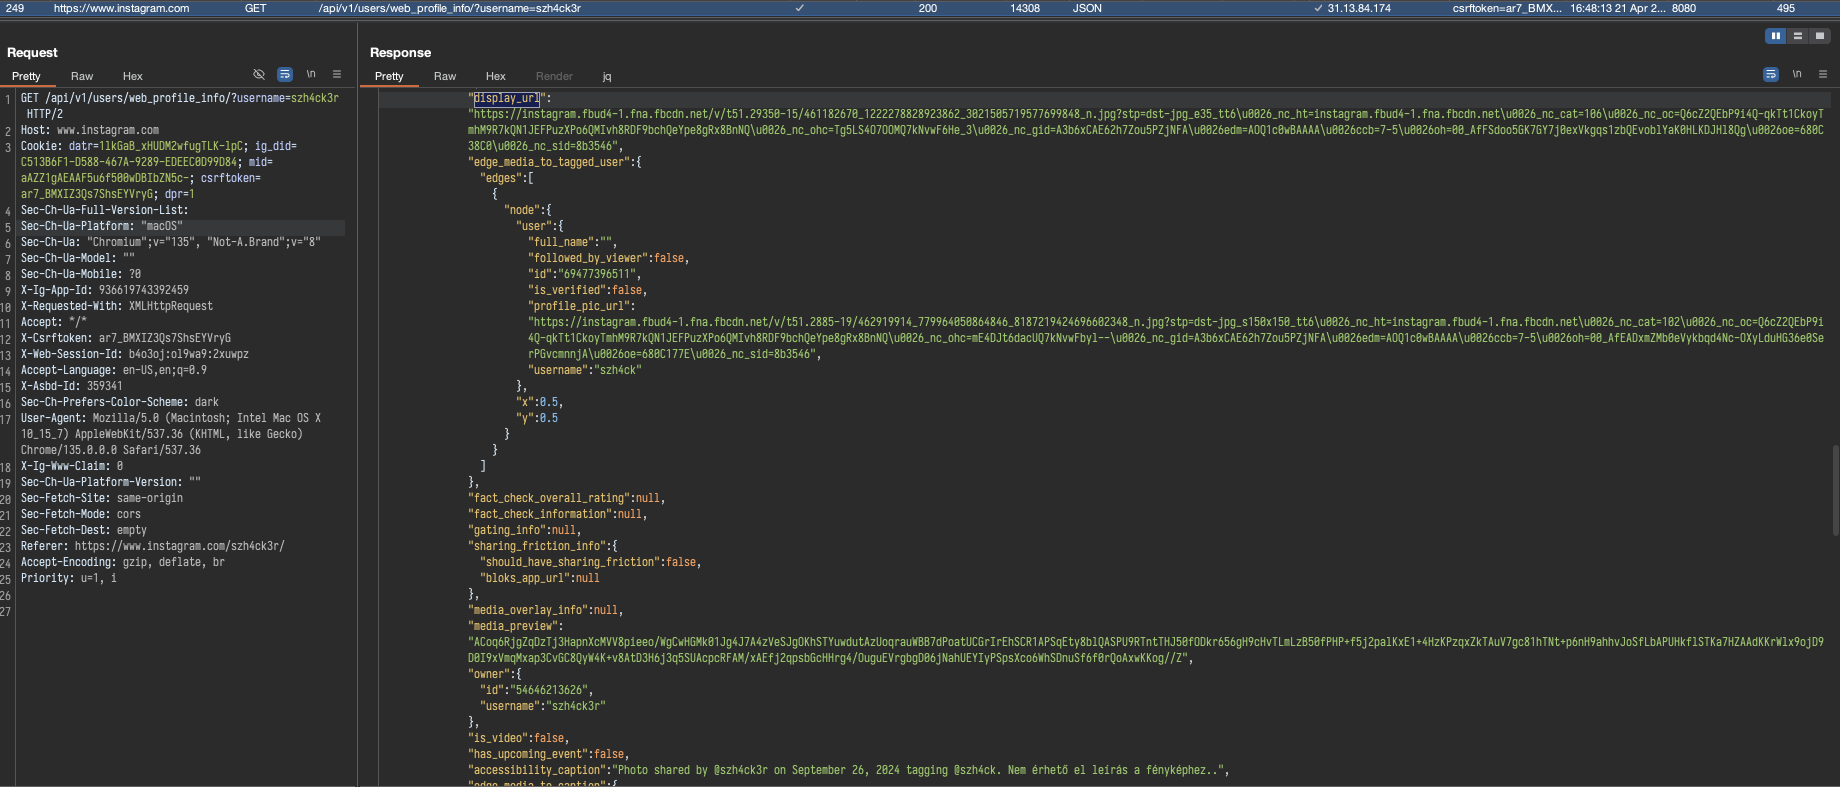 249 https://www.instagram.com GET /api/v1/users/web_profile_info/?username=szh4ck3r ✓ 200 14308 JSON ✓ 31.13.84.174 csrftoken=ar7_BMX... 16:48:13 21 Apr 2... 8080 495
Request
Pretty Raw Hex \n
1 GET /api/v1/users/web_profile_info/?username=szh4ck3r
HTTP/2
2 Host: www.instagram.com
3 Cookie: datr=1lkGaB_xHUDM2wfugTLK-lpC; ig_did=
C513B6F1-D588-467A-9289-EDEEC0D99D84; mid=
aAZZ1gAEAAF5u6f500wDBIbZN5c-; csrftoken=
ar7_BMXIZ3Qs7ShsEYVryG; dpr=1
4 Sec-Ch-Ua-Full-Version-List:
5 Sec-Ch-Ua-Platform: "macOS"
6 Sec-Ch-Ua: "Chromium";v="135", "Not-A.Brand";v="8"
7 Sec-Ch-Ua-Model: ""
8 Sec-Ch-Ua-Mobile: ?0
9 X-Ig-App-Id: 936619743392459
10 X-Requested-With: XMLHttpRequest
11 Accept: */*
12 X-Csrftoken: ar7_BMXIZ3Qs7ShsEYVryG
13 X-Web-Session-Id: b4o3oj:ol9wa9:2xuwpz
14 Accept-Language: en-US,en;q=0.9
15 X-Asbd-Id: 359341
16 Sec-Ch-Prefers-Color-Scheme: dark
17 User-Agent: Mozilla/5.0 (Macintosh; Intel Mac OS X
10_15_7) AppleWebKit/537.36 (KHTML, like Gecko)
Chrome/135.0.0.0 Safari/537.36
18 X-Ig-Www-Claim: 0
19 Sec-Ch-Ua-Platform-Version: ""
20 Sec-Fetch-Site: same-origin
21 Sec-Fetch-Mode: cors
22 Sec-Fetch-Dest: empty
23 Referer: https://www.instagram.com/szh4ck3r/
24 Accept-Encoding: gzip, deflate, br
25 Priority: u=1, i
26
27
Response
Pretty Raw Hex Render jq \n
"display_url":
"https://instagram.fbud4-1.fna.fbcdn.net/v/t51.29350-15/461182670_1222278828923862_3021505719577699848_n.jpg?stp=dst-jpg_e35_tt6\u0026_nc_ht=instagram.fbud4-1.fna.fbcdn.net\u0026_nc_cat=106\u0026_nc_oc=Q6cZ2QEbP9i4Q-qkTt1CkoyT
mhM9R7kQN1JEFPuzXPo6QMIvh8RDF9bchQeYpe8gRx8BnNQ\u0026_nc_ohc=Tg5LS4O7OOMQ7kNvwF6He_3\u0026_nc_gid=A3b6xCAE62h7Zou5PZjNFA\u0026edm=AOQ1c0wBAAAA\u0026ccb=7-5\u0026oh=00_AfFSdoo5GK7GY7j0exVkgqs1zbQEvoblYaK0HLKDJHl8Qg\u0026oe=680C
38C0\u0026_nc_sid=8b3546",
"edge_media_to_tagged_user":{
"edges":[
{
"node":{
"user":{
"full_name":"",
"followed_by_viewer":false,
"id":"69477396511",
"is_verified":false,
"profile_pic_url":
"https://instagram.fbud4-1.fna.fbcdn.net/v/t51.2885-19/462919914_779964050864846_8187219424696602348_n.jpg?stp=dst-jpg_s150x150_tt6\u0026_nc_ht=instagram.fbud4-1.fna.fbcdn.net\u0026_nc_cat=102\u0026_nc_oc=Q6cZ2QEbP9i
4Q-qkTt1CkoyTmhM9R7kQN1JEFPuzXPo6QMIvh8RDF9bchQeYpe8gRx8BnNQ\u0026_nc_ohc=mE4DJt6dacUQ7kNvwFbyl--\u0026_nc_gid=A3b6xCAE62h7Zou5PZjNFA\u0026edm=AOQ1c0wBAAAA\u0026ccb=7-5\u0026oh=00_AfEADxmZMb0eVykbqd4Nc-OXyLduHG36e0Se
rPGvcmnnjA\u0026oe=680C177E\u0026_nc_sid=8b3546",
"username":"szh4ck"
},
"x":0.5,
"y":0.5
}
}
]
},
"fact_check_overall_rating":null,
"fact_check_information":null,
"gating_info":null,
"sharing_friction_info":{
"should_have_sharing_friction":false,
"bloks_app_url":null
},
"media_overlay_info":null,
"media_preview":
"ACoq6RjgZqDzTj3HapnXcMVV8pieeo/WgCwHGMk01Jg4J7A4zVeSJgOKhSTYuwdutAzUoqrauWBB7dPoatUCGrIrEhSCR1APSqEty8blQASPU9RTntTHJ50fODkr656gH9cHvTLmLzB50fPHP+f5j2palKxE1+4HzKPzqxZkTAuV7gc81hTNt+p6nH9ahhvJoSfLbAPUHkflSTKa7HZAAdKKrWlx9ojD9
D0I9xVmqMxap3CvGC8QyW4K+v8AtD3H6j3q5SUAcpcRFAM/xAEfj2qpsbGcHHrg4/OuguEVrgbgD06jNahUEYIyPSpsXco6WhSDnuSf6f0rQoAxwKKog//Z",
"owner":{
"id":"54646213626",
"username":"szh4ck3r"
},
"is_video":false,
"has_upcoming_event":false,
"accessibility_caption":"Photo shared by @szh4ck3r on September 26, 2024 tagging @szh4ck. Nem érhető el leírás a fényképhez..",
"edge_media_to_caption":{